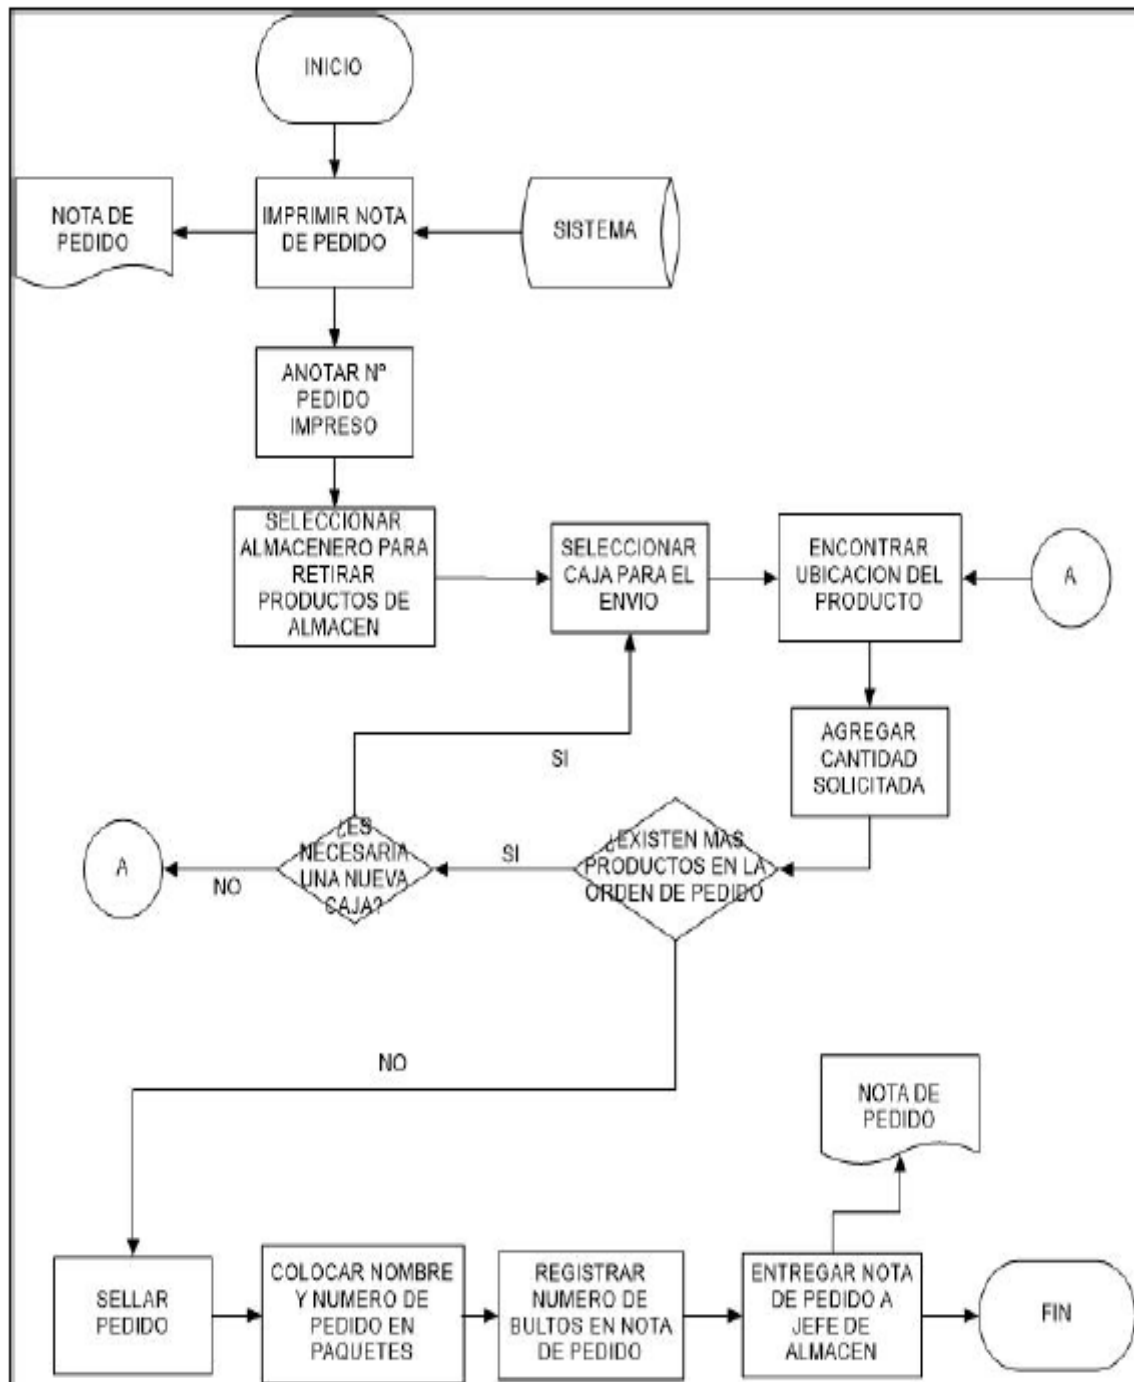 INICIO
NOTA DE
PEDIDO
IMPRIMIR NOTA
DE PEDIDO
SISTEMA
ANOTAR Nº
PEDIDO
IMPRESO
SELECCIONAR
ALMACENERO PARA
RETIRAR
PRODUCTOS DE
ALMACEN
SELECCIONAR
CAJA PARA EL
ENVIO
ENCONTRAR
UBICACION DEL
PRODUCTO
A
AGREGAR
CANTIDAD
SOLICITADA
SI
¿EXISTEN MAS
PRODUCTOS EN LA
ORDEN DE PEDIDO
SI
¿ES
NECESARIA
UNA NUEVA
CAJA?
NO
A
NO
NOTA DE
PEDIDO
SELLAR
PEDIDO
COLOCAR NOMBRE
Y NUMERO DE
PEDIDO EN
PAQUETES
REGISTRAR
NUMERO DE
BULTOS EN NOTA
DE PEDIDO
ENTREGAR NOTA
DE PEDIDO A
JEFE DE
ALMACEN
FIN